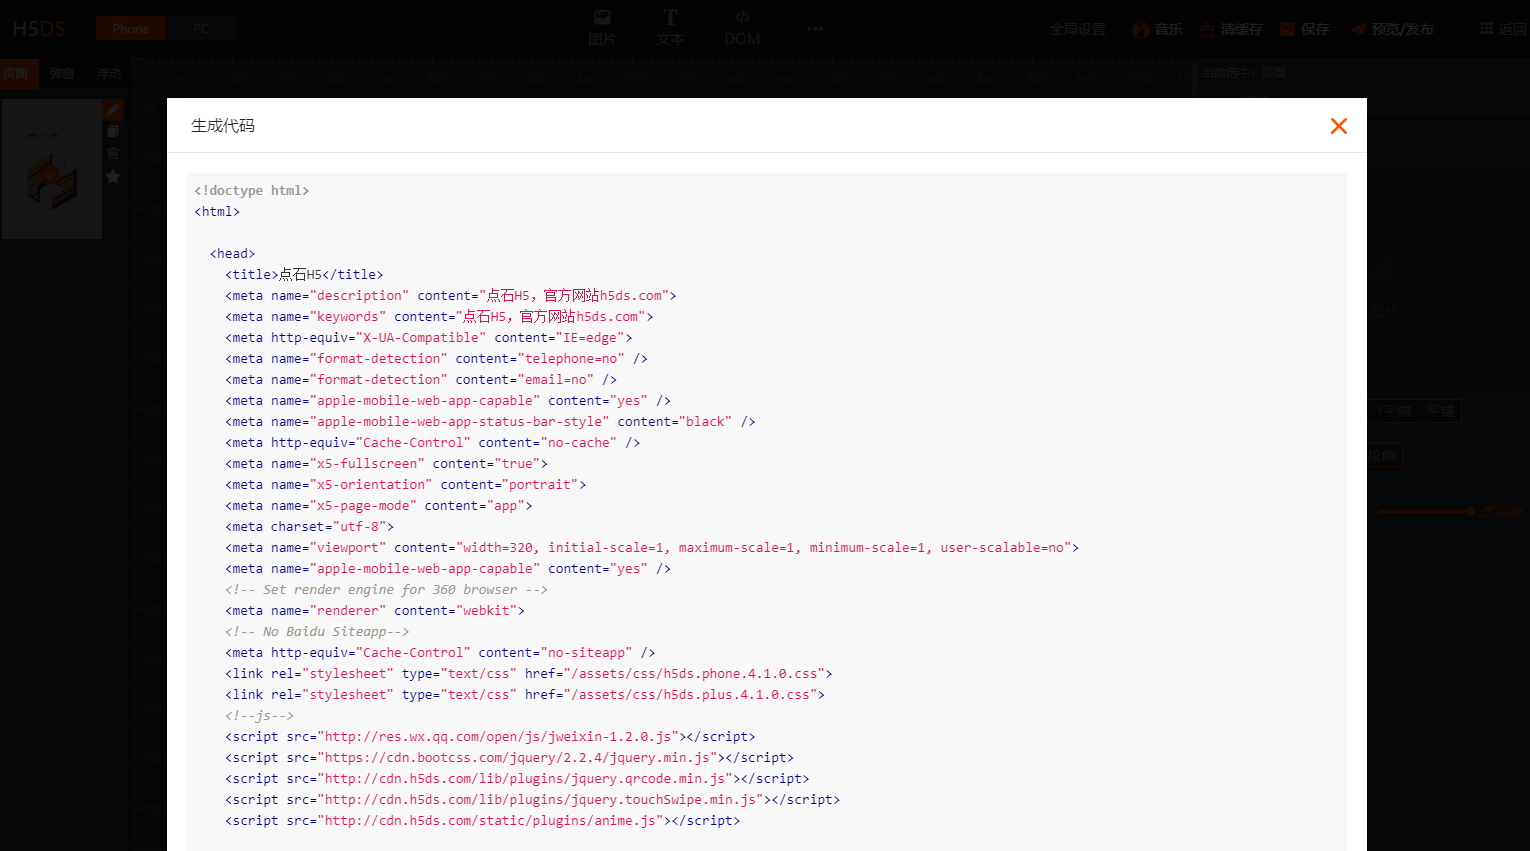 H5DS
Phone PC
图片 文本 DOM
全局设置 音乐 清缓存 保存 预览/发布 返回
页面 弹窗 浮动
当前选中：页面
生成代码
<!doctype html>
<html>
<head>
<title>点石H5</title>
<meta name="description" content="点石H5，官方网站h5ds.com">
<meta name="keywords" content="点石H5，官方网站h5ds.com">
<meta http-equiv="X-UA-Compatible" content="IE=edge">
<meta name="format-detection" content="telephone=no" />
<meta name="format-detection" content="email=no" />
<meta name="apple-mobile-web-app-capable" content="yes" />
<meta name="apple-mobile-web-app-status-bar-style" content="black" />
<meta http-equiv="Cache-Control" content="no-cache" />
<meta name="x5-fullscreen" content="true">
<meta name="x5-orientation" content="portrait">
<meta name="x5-page-mode" content="app">
<meta charset="utf-8">
<meta name="viewport" content="width=320, initial-scale=1, maximum-scale=1, minimum-scale=1, user-scalable=no">
<meta name="apple-mobile-web-app-capable" content="yes" />
<!-- Set render engine for 360 browser -->
<meta name="renderer" content="webkit">
<!-- No Baidu Siteapp-->
<meta http-equiv="Cache-Control" content="no-siteapp" />
<link rel="stylesheet" type="text/css" href="/assets/css/h5ds.phone.4.1.0.css">
<link rel="stylesheet" type="text/css" href="/assets/css/h5ds.plus.4.1.0.css">
<!--js-->
<script src="http://res.wx.qq.com/open/js/jweixin-1.2.0.js"></script>
<script src="https://cdn.bootcss.com/jquery/2.2.4/jquery.min.js"></script>
<script src="http://cdn.h5ds.com/lib/plugins/jquery.qrcode.min.js"></script>
<script src="http://cdn.h5ds.com/lib/plugins/jquery.touchSwipe.min.js"></script>
<script src="http://cdn.h5ds.com/static/plugins/anime.js"></script>
Y平铺 平铺
拉伸
清除